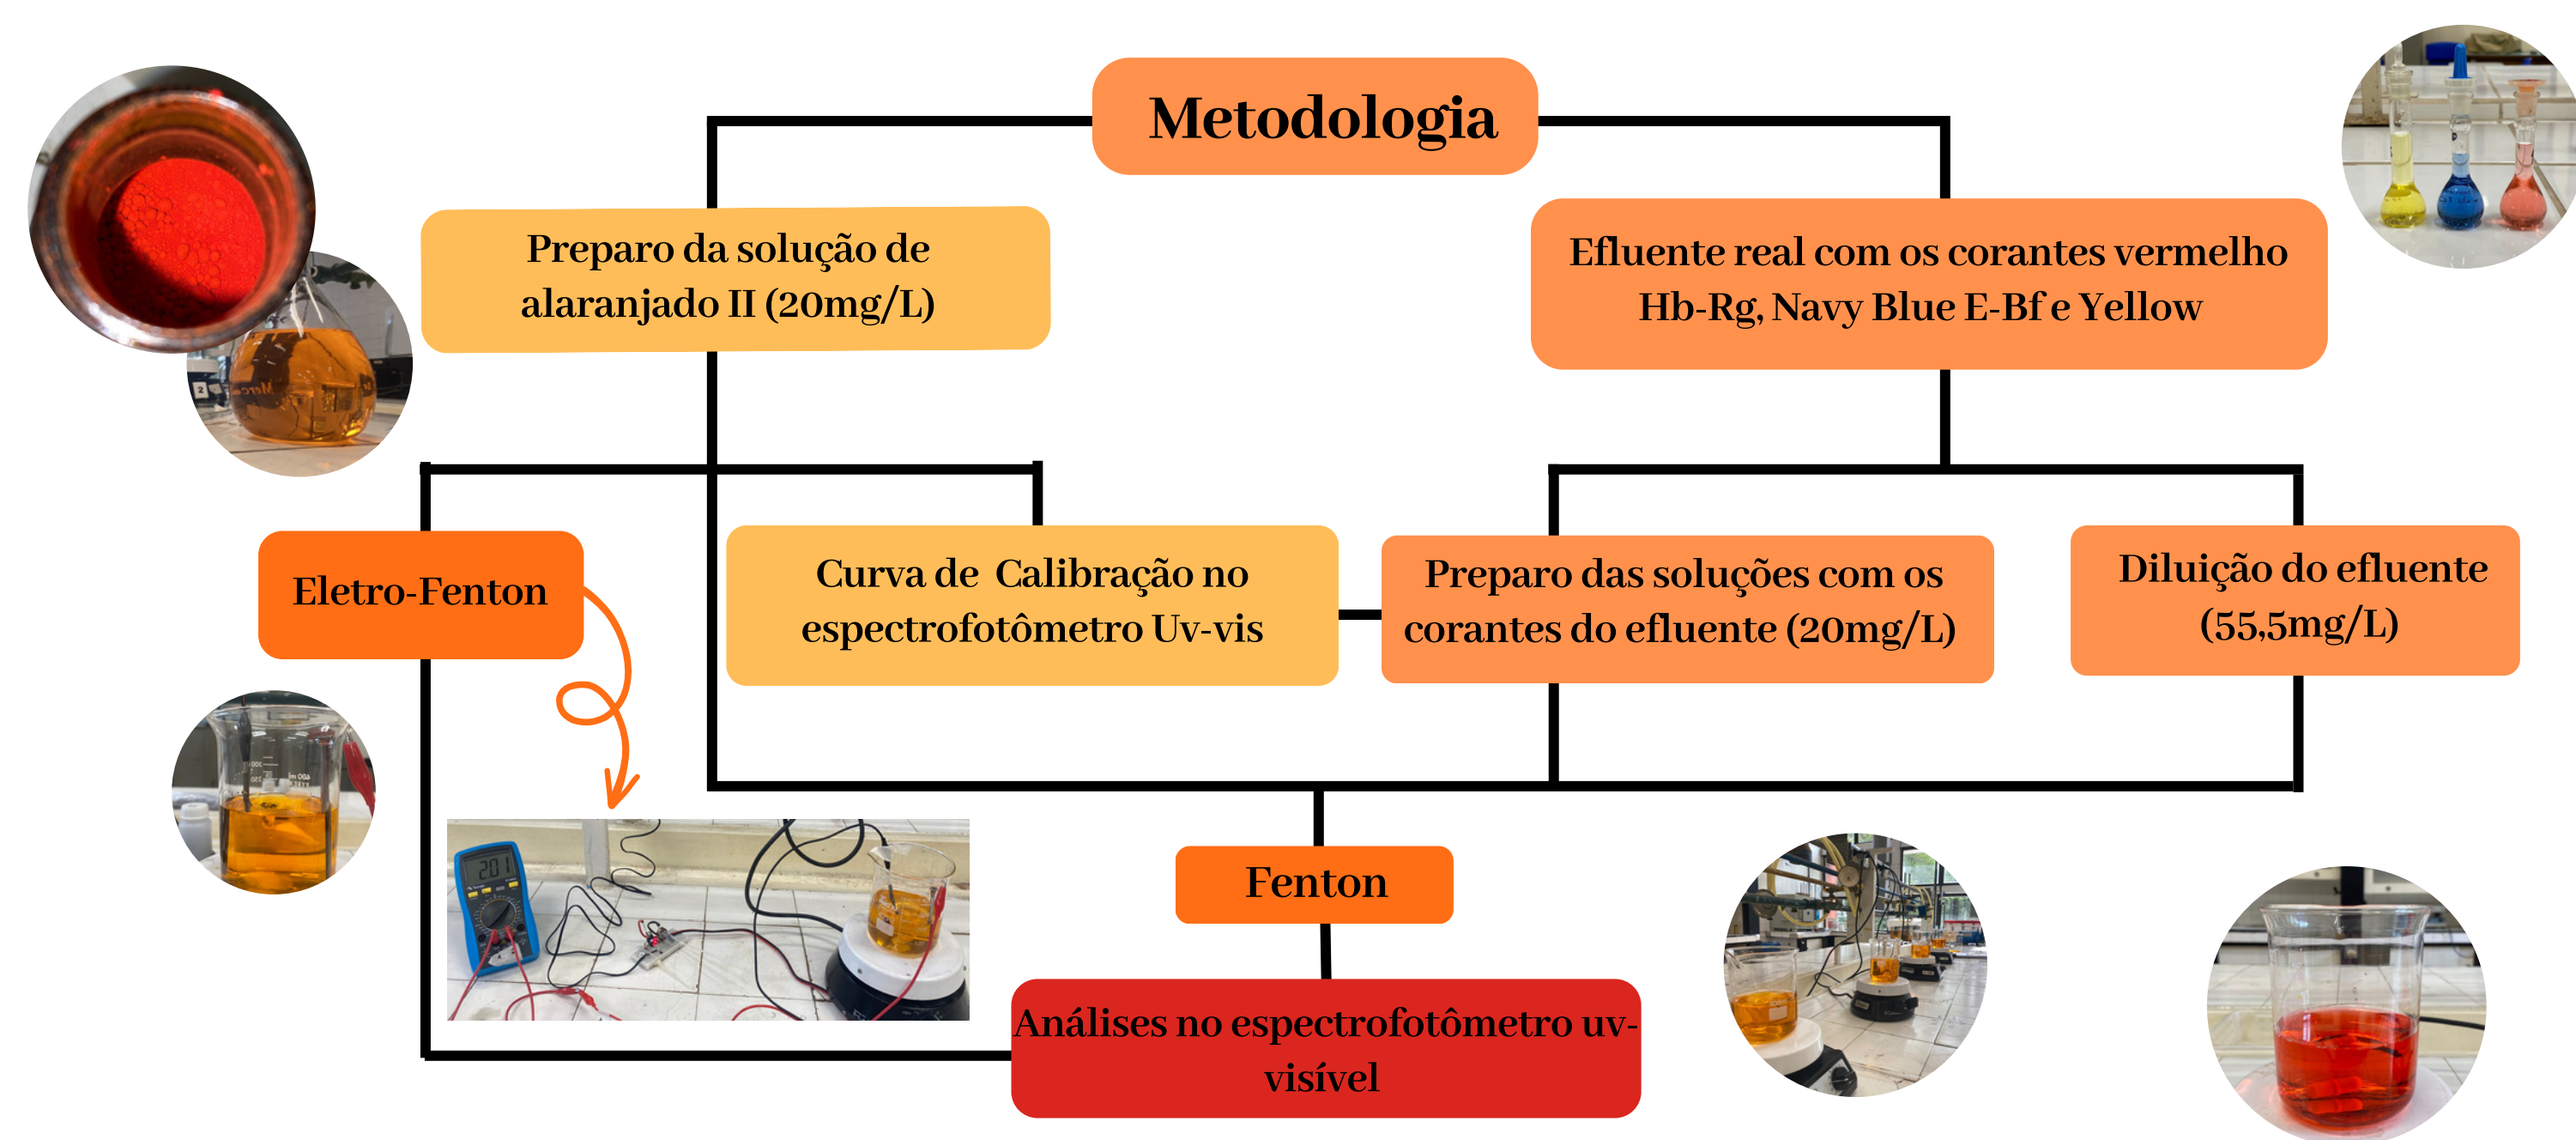 Metodologia
Preparo da solução de
alaranjado II (20mg/L)
Efluente real com os corantes vermelho
Hb-Rg, Navy Blue E-Bf e Yellow
Eletro-Fenton
Curva de  Calibração no
espectrofotômetro Uv-vis
Preparo das soluções com os
corantes do efluente (20mg/L)
Diluição do efluente
(55,5mg/L)
2.01
Fenton
Análises no espectrofotômetro uv-
visível